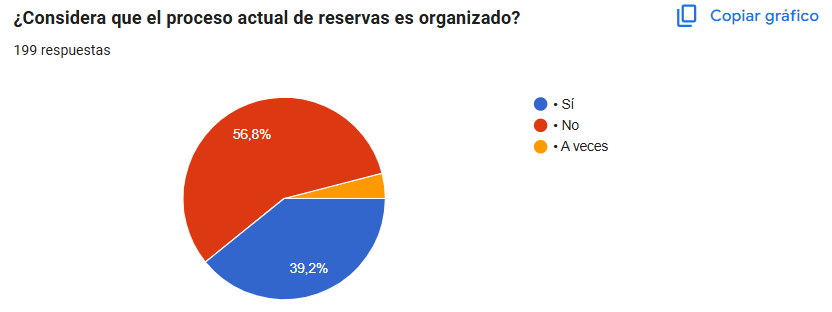 ¿Considera que el proceso actual de reservas es organizado?
Copiar gráfico
199 respuestas
56,8%
39,2%
• Sí
• No
• A veces